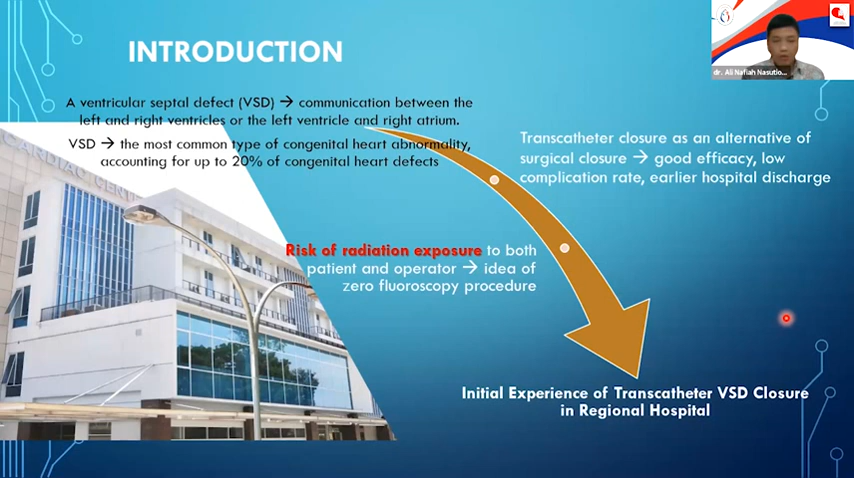 INTRODUCTION
dr. Ali Nafiah Nasutio...
A ventricular septal defect (VSD) → communication between the
left and right ventricles or the left ventricle and right atrium.
VSD → the most common type of congenital heart abnormality,
accounting for up to 20% of congenital heart defects
Transcatheter closure as an alternative of
surgical closure → good efficacy, low
complication rate, earlier hospital discharge
CARDIAC CENT
Risk of radiation exposure to both
patient and operator → idea of
zero fluoroscopy procedure
Initial Experience of Transcatheter VSD Closure
in Regional Hospital